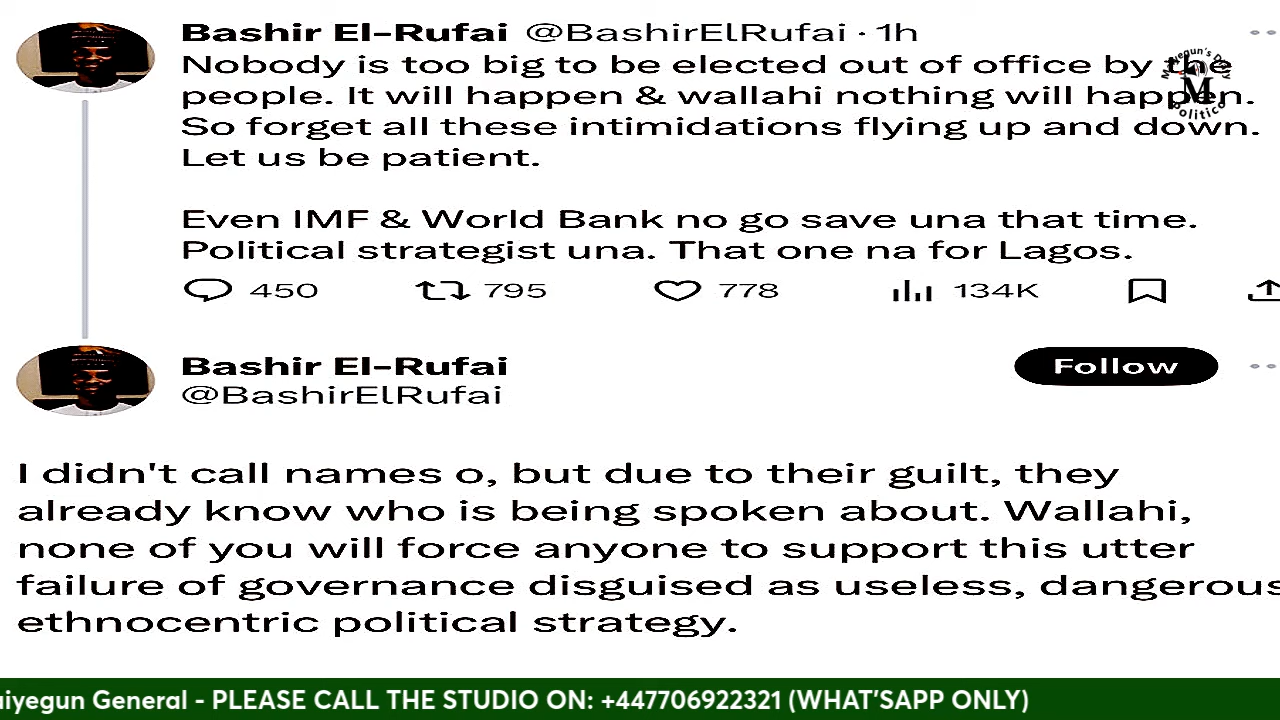 Bashir El-Rufai @BashirElRufai · 1h
Nobody is too big to be elected out of office by the
people. It will happen & wallahi nothing will happen.
So forget all these intimidations flying up and down.
Let us be patient.
Even IMF & World Bank no go save una that time.
Political strategist una. That one na for Lagos.
450 795 778 134K
Bashir El-Rufai
Follow
@BashirElRufai
I didn't call names o, but due to their guilt, they
already know who is being spoken about. Wallahi,
none of you will force anyone to support this utter
failure of governance disguised as useless, dangerous
ethnocentric political strategy.
aiyegun General - PLEASE CALL THE STUDIO ON: +447706922321 (WHAT'SAPP ONLY)